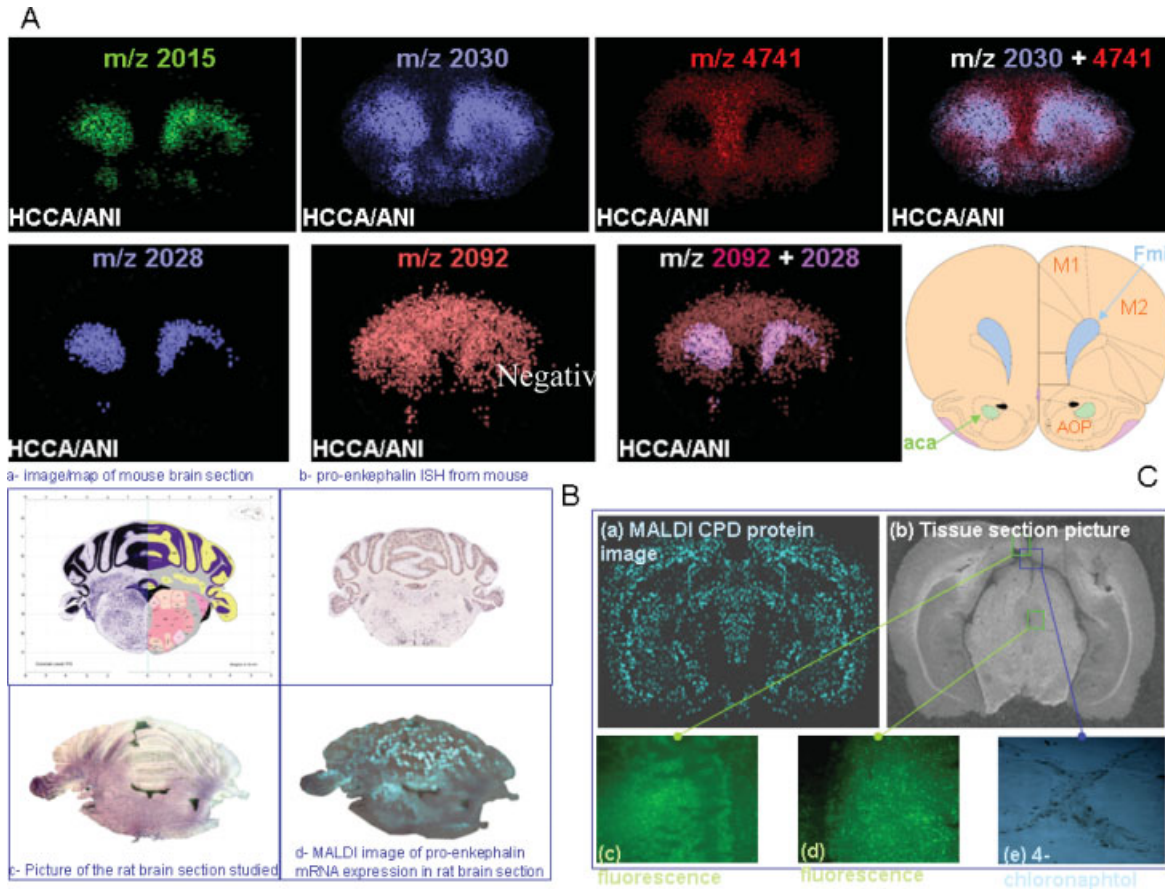 A
m/z 2015
HCCA/ANI
m/z 2030
HCCA/ANI
m/z 4741
HCCA/ANI
m/z 2030 + 4741
HCCA/ANI
m/z 2028
HCCA/ANI
m/z 2092
Negativ
HCCA/ANI
m/z 2092 + 2028
HCCA/ANI
M1
Fmi
M2
aca
AOP
B
a- image/map of mouse brain section
b- pro-enkephalin ISH from mouse
c- Picture of the rat brain section studied
d- MALDI image of pro-enkephalin
mRNA expression in rat brain section
C
(a) MALDI CPD protein
image
(b) Tissue section picture
(c)
fluorescence
(d)
fluorescence
(e) 4-
chloronaphtol